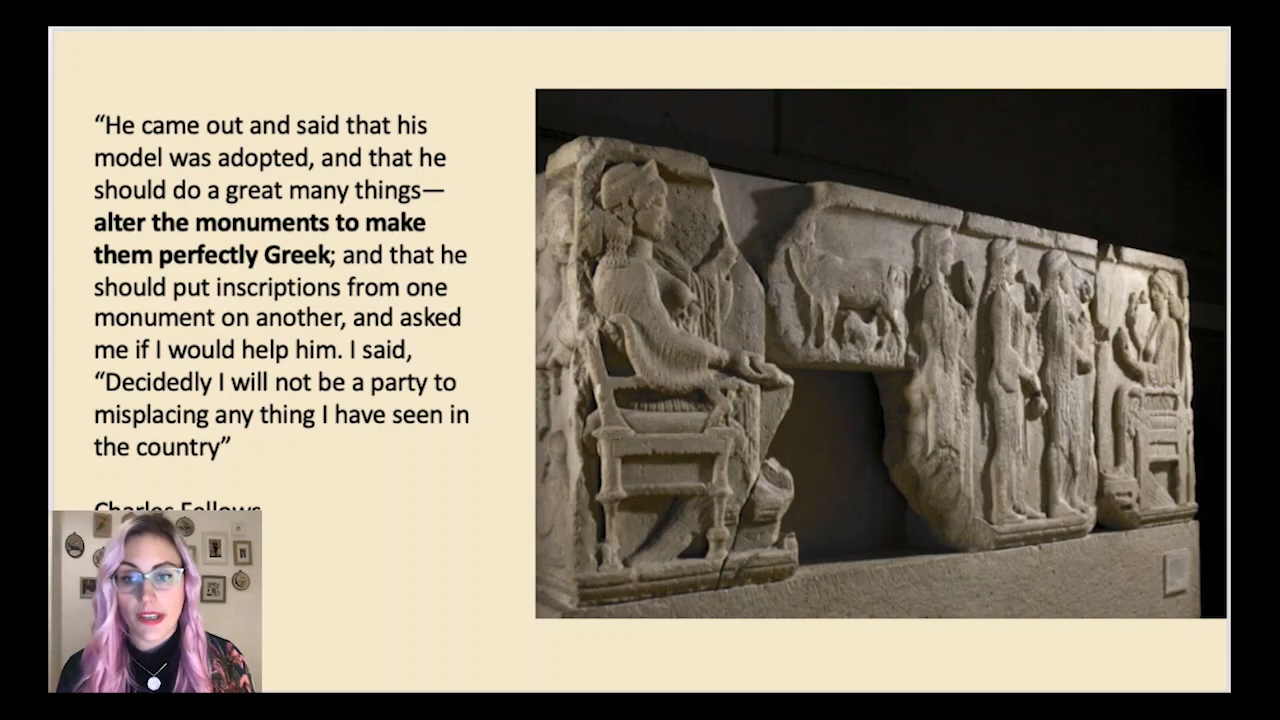 “He came out and said that his
model was adopted, and that he
should do a great many things—
alter the monuments to make
them perfectly Greek; and that he
should put inscriptions from one
monument on another, and asked
me if I would help him. I said,
“Decidedly I will not be a party to
misplacing any thing I have seen in
the country”
Charles Fellows